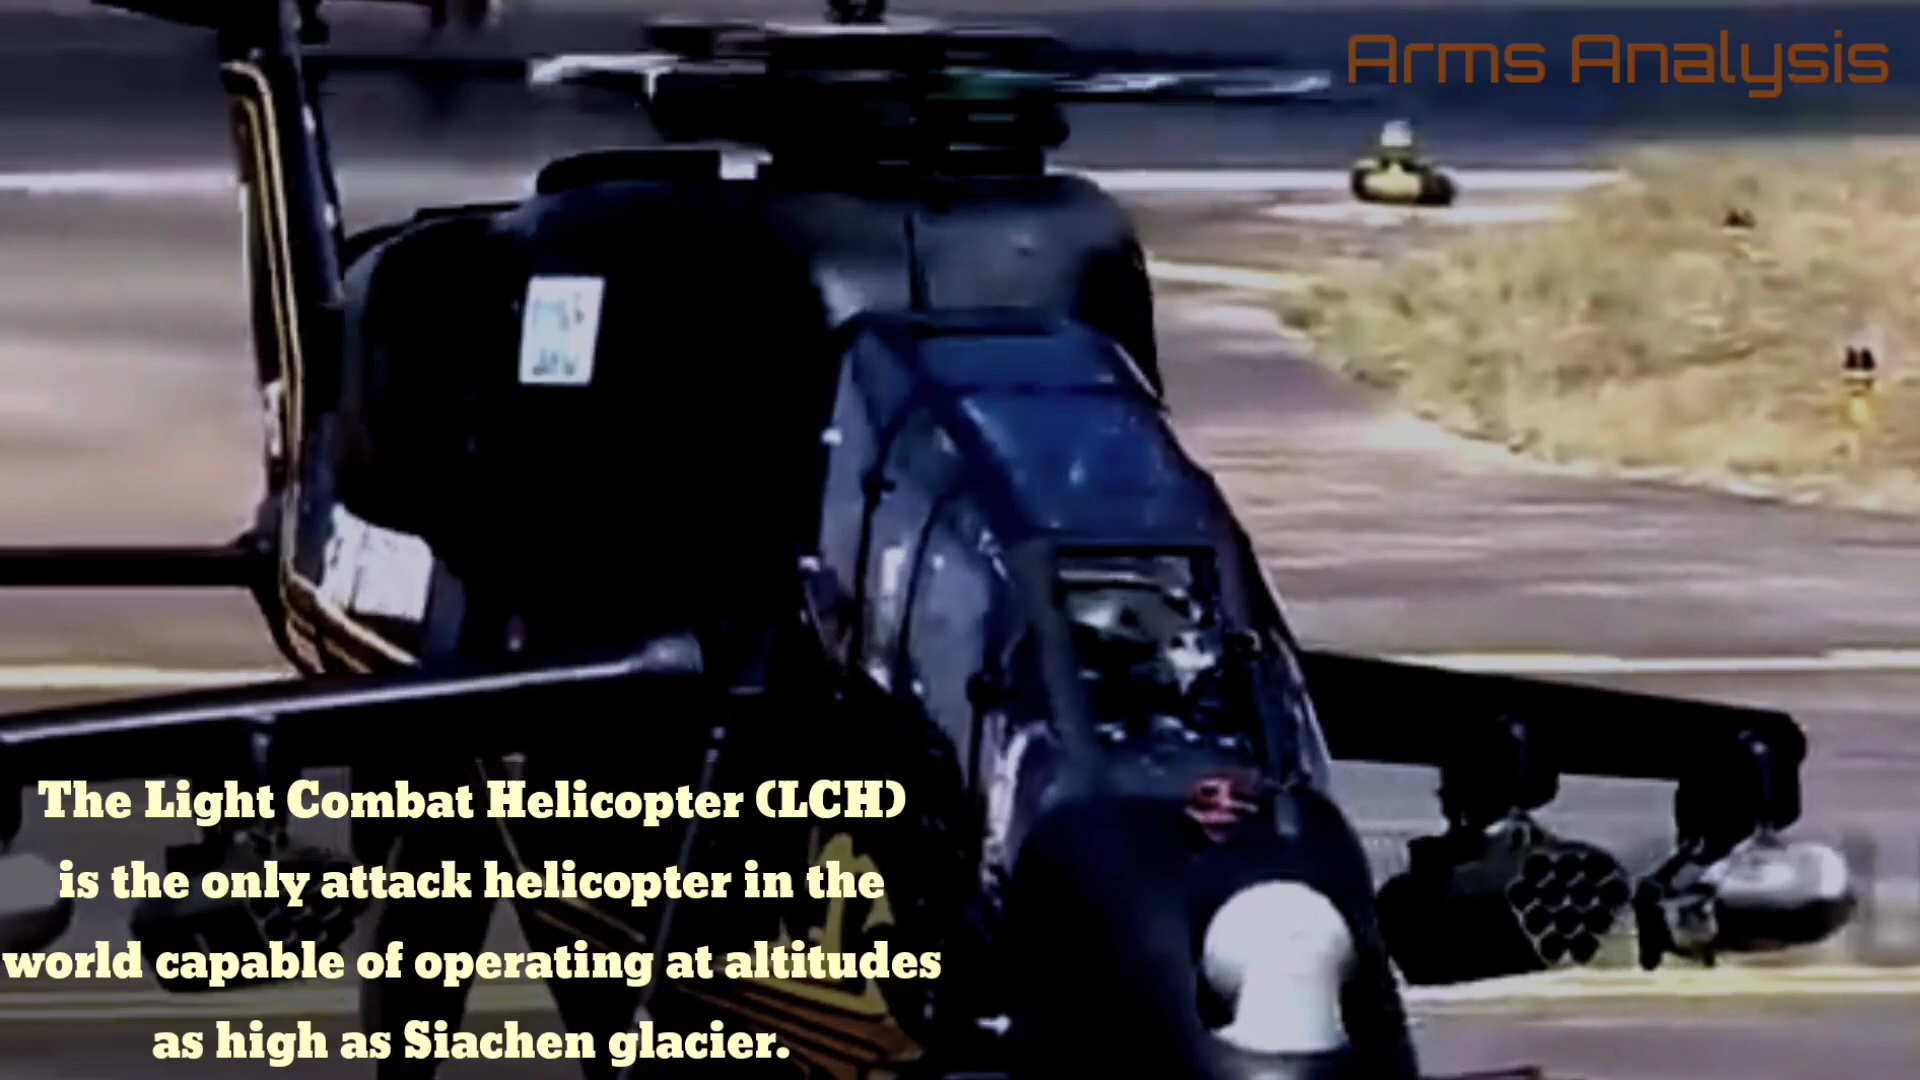 Arms Analysis
The Light Combat Helicopter (LCH)
is the only attack helicopter in the
world capable of operating at altitudes
as high as Siachen glacier.